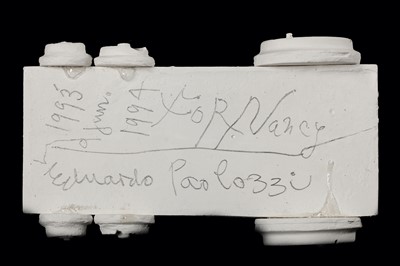 1993
Jun.
1994
FOR Nancy
Eduardo Paolozzi